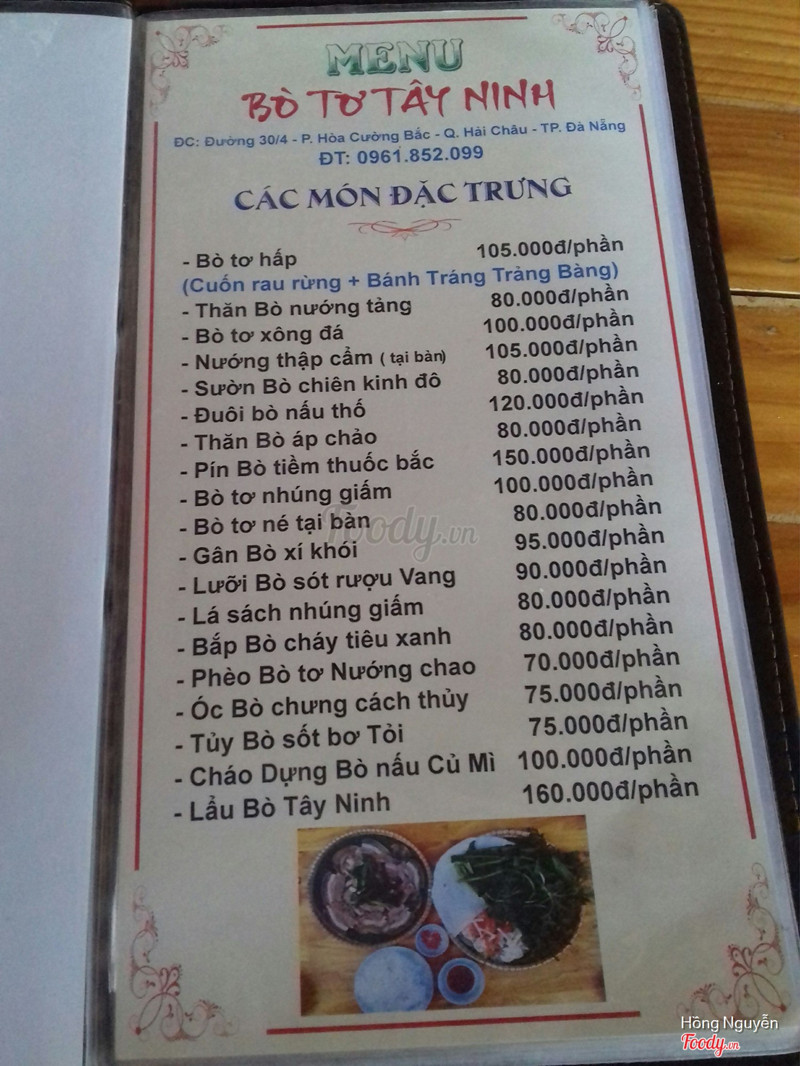 MENU
BÒ TƠ TÂY NINH
ĐC: Đường 30/4 - P. Hòa Cường Bắc - Q. Hải Châu - TP. Đà Nẵng
ĐT: 0961.852.099
CÁC MÓN ĐẶC TRƯNG
- Bò tơ hấp 105.000đ/phần
(Cuốn rau rừng + Bánh Tráng Trảng Bàng)
- Thăn Bò nướng tảng 80.000đ/phần
- Bò tơ xông đá 100.000đ/phần
- Nướng thập cẩm ( tại bàn) 105.000đ/phần
- Sườn Bò chiên kinh đô 80.000đ/phần
- Đuôi bò nấu thố 120.000đ/phần
- Thăn Bò áp chảo 80.000đ/phần
- Pín Bò tiềm thuốc bắc 150.000đ/phần
- Bò tơ nhúng giấm 100.000đ/phần
- Bò tơ né tại bàn 80.000đ/phần
- Gân Bò xí khói 95.000đ/phần
- Lưỡi Bò sót rượu Vang 90.000đ/phần
- Lá sách nhúng giấm 80.000đ/phần
- Bắp Bò cháy tiêu xanh 80.000đ/phần
- Phèo Bò tơ Nướng chao 70.000đ/phần
- Óc Bò chưng cách thủy 75.000đ/phần
- Tủy Bò sốt bơ Tỏi 75.000đ/phần
- Cháo Dựng Bò nấu Củ Mì 100.000đ/phần
- Lẩu Bò Tây Ninh 160.000đ/phần
Foody.vn
Hồng Nguyễn
Foody.vn